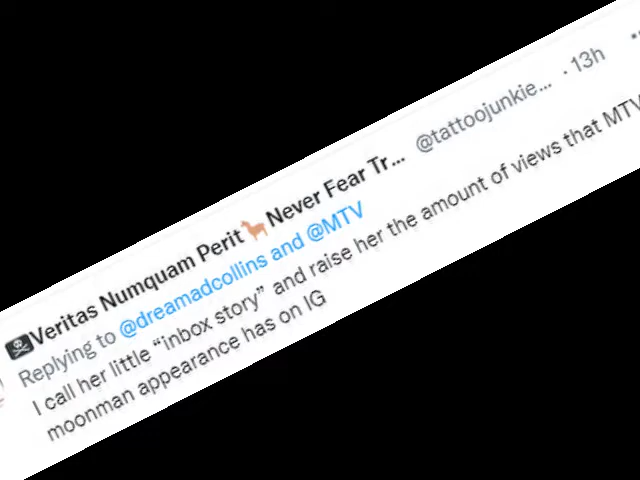 🏴‍☠️Veritas Numquam Perit🐎Never Fear Tr... @tattoojunkie... · 13h
Replying to @dreamadcollins and @MTV
I call her little “inbox story” and raise her the amount of views that MTV
moonman appearance has on IG